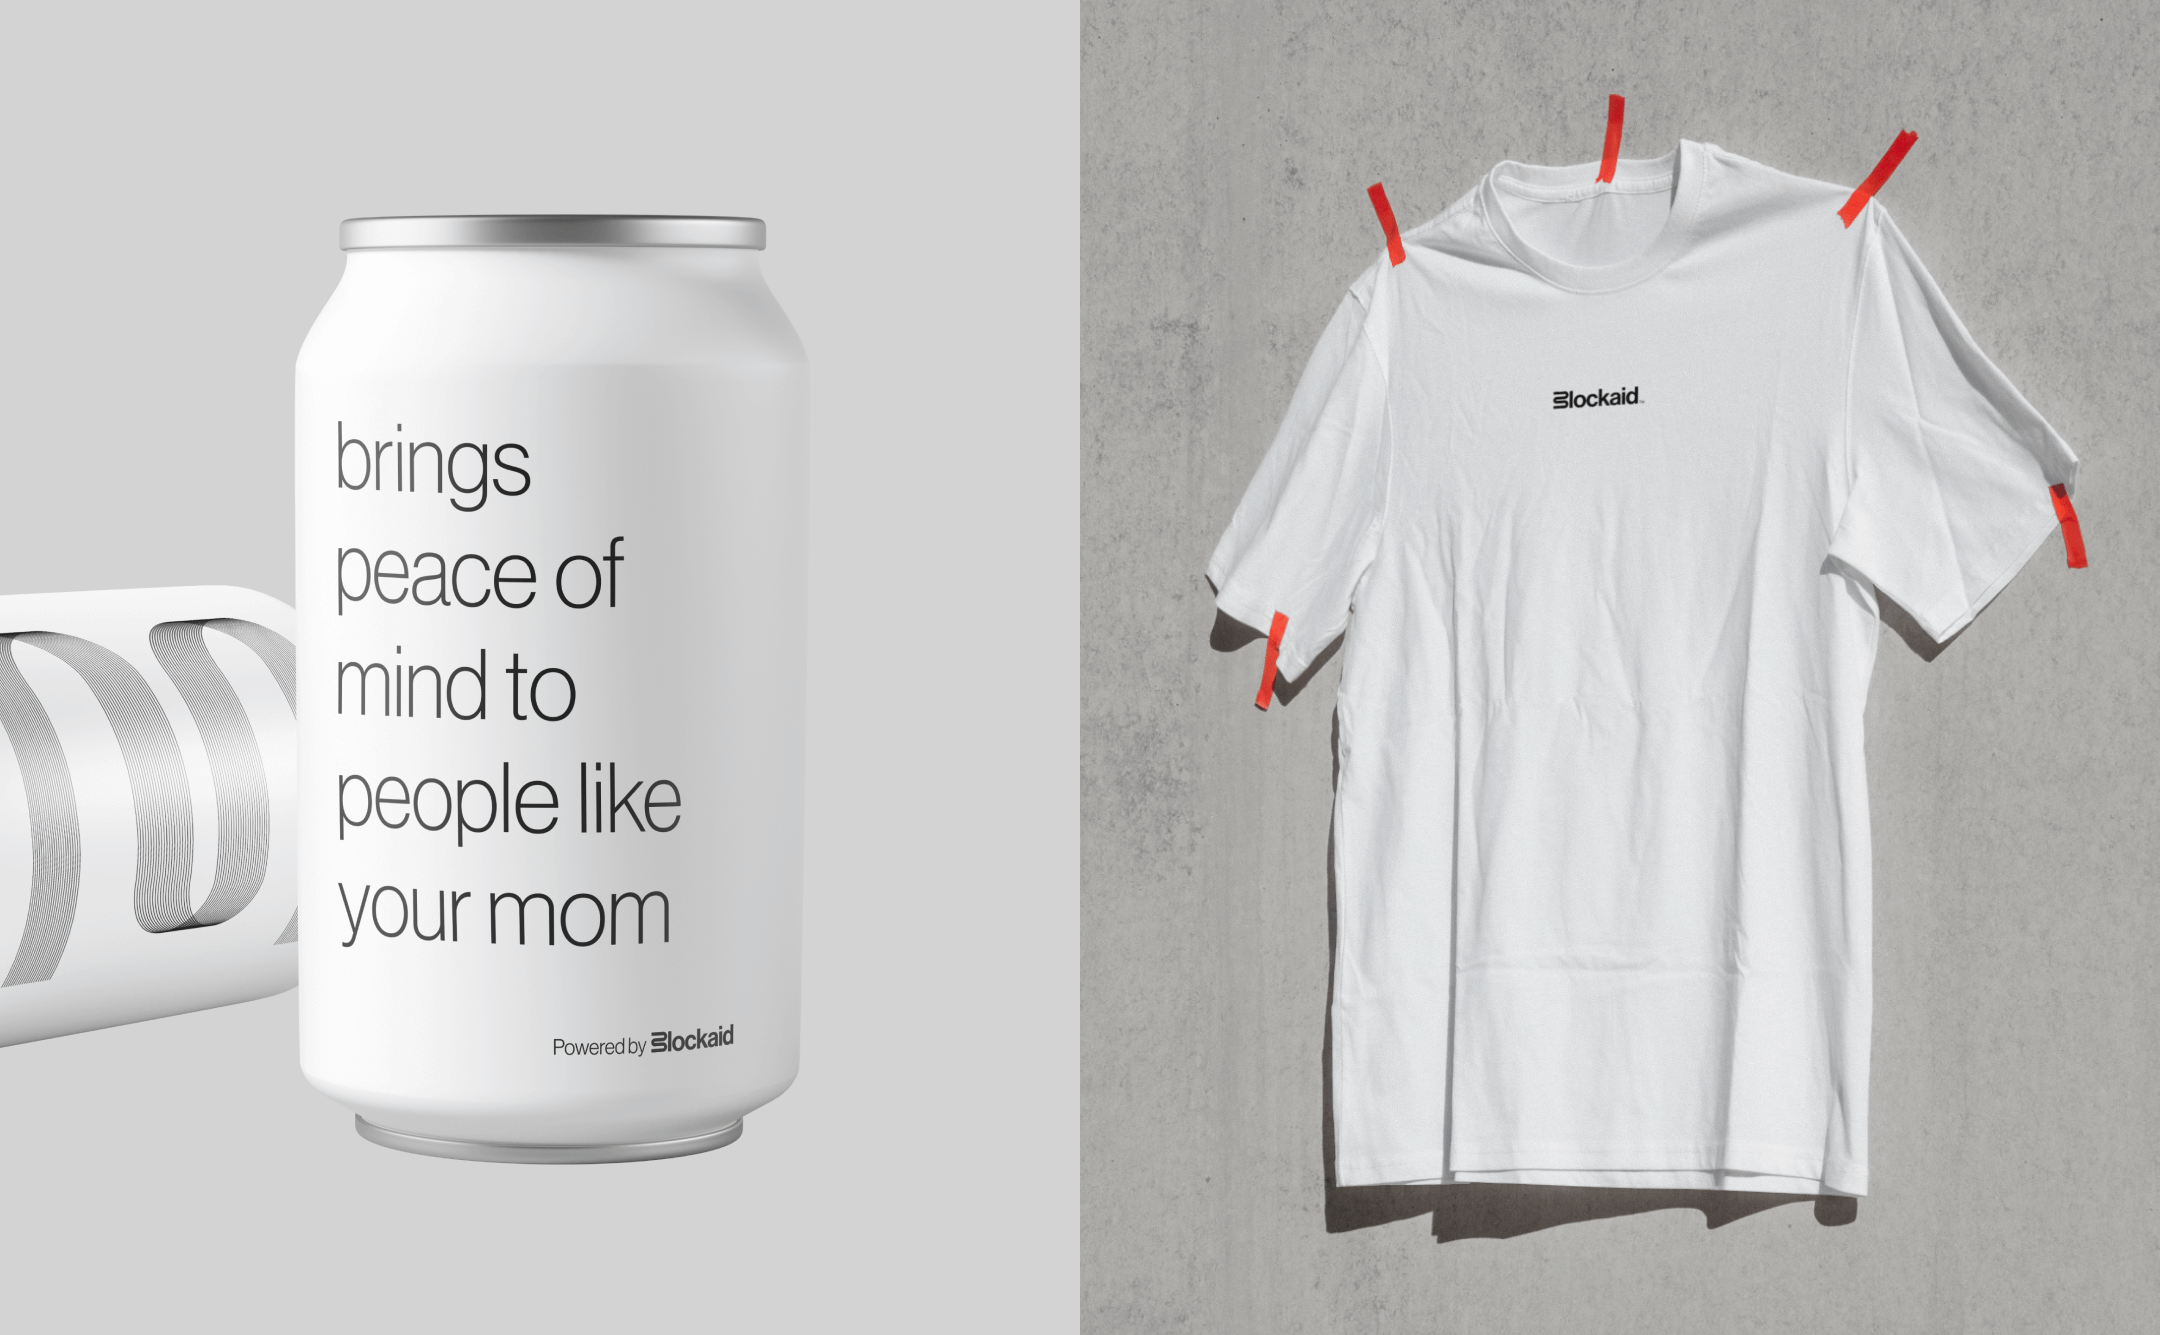 brings
peace of
mind to
people like
your mom
Powered by Blockaid
Blockaid